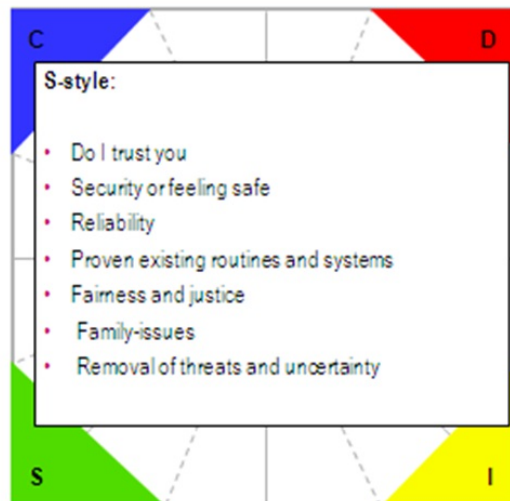 C
D
S-style:
• Do I trust you
• Security or feeling safe
• Reliability
• Proven existing routines and systems
• Fairness and justice
• Family-issues
• Removal of threats and uncertainty
S
I